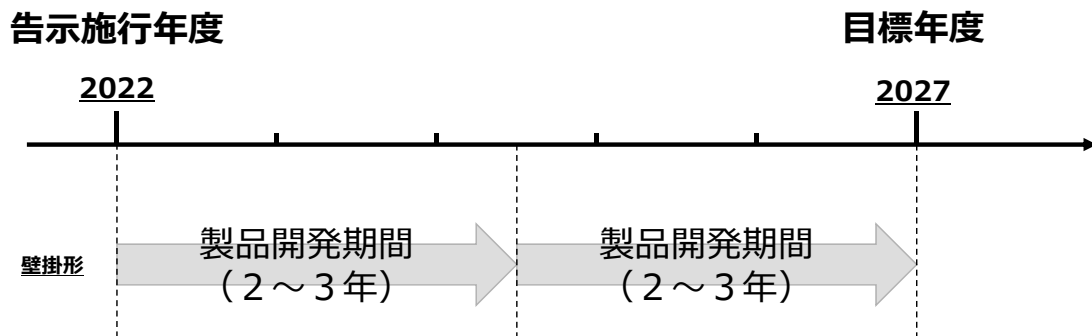 告示施行年度
目標年度
2022
2027
壁掛形
製品開発期間
（２～３年）
製品開発期間
（２～３年）